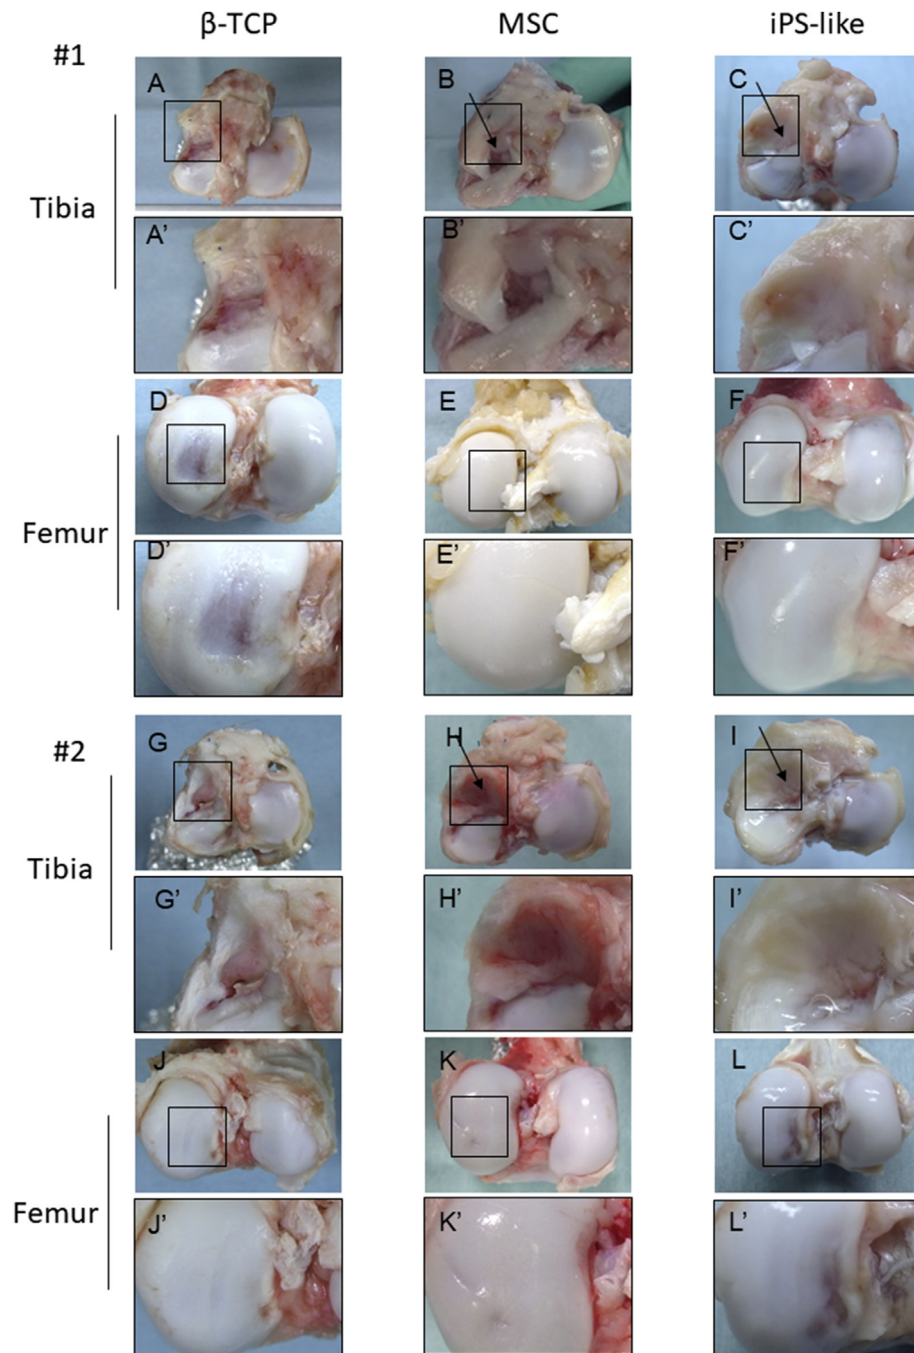 β-TCP MSC iPS-like
#1
A B C
Tibia
A’ B’ C’
D E F
Femur
D’ E’ F’
#2
G H I
Tibia
G’ H’ I’
J K L
Femur
J’ K’ L’